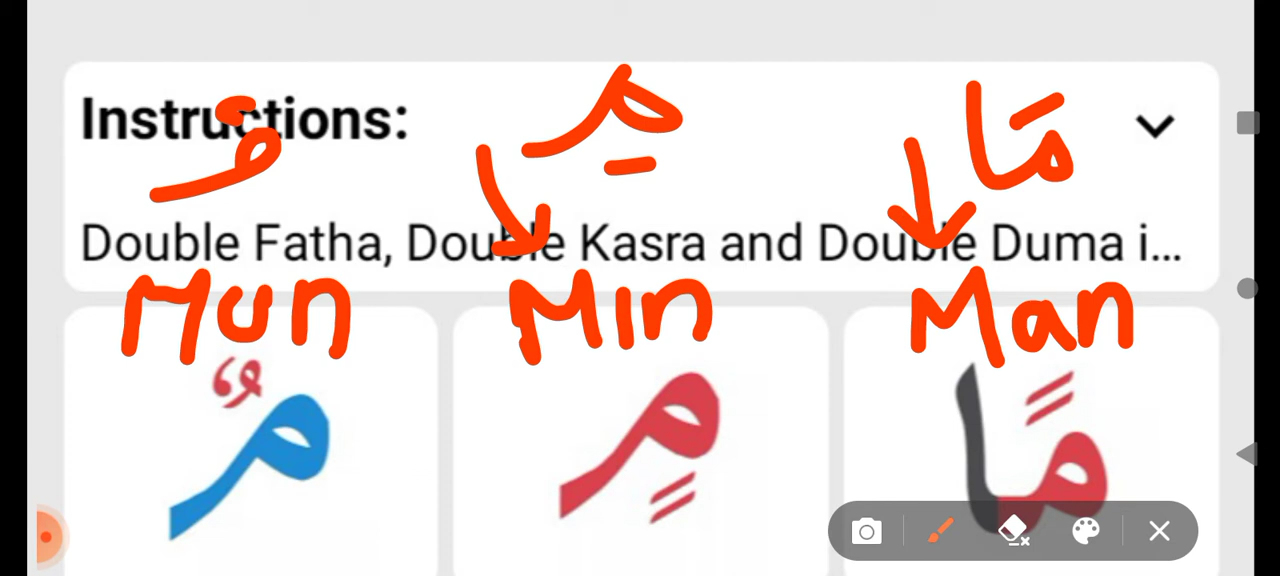 Instructions:
مَا مِ مُ
Double Fatha, Double Kasra and Double Duma i...
Mun Min Man
مًا مٍ مٌ